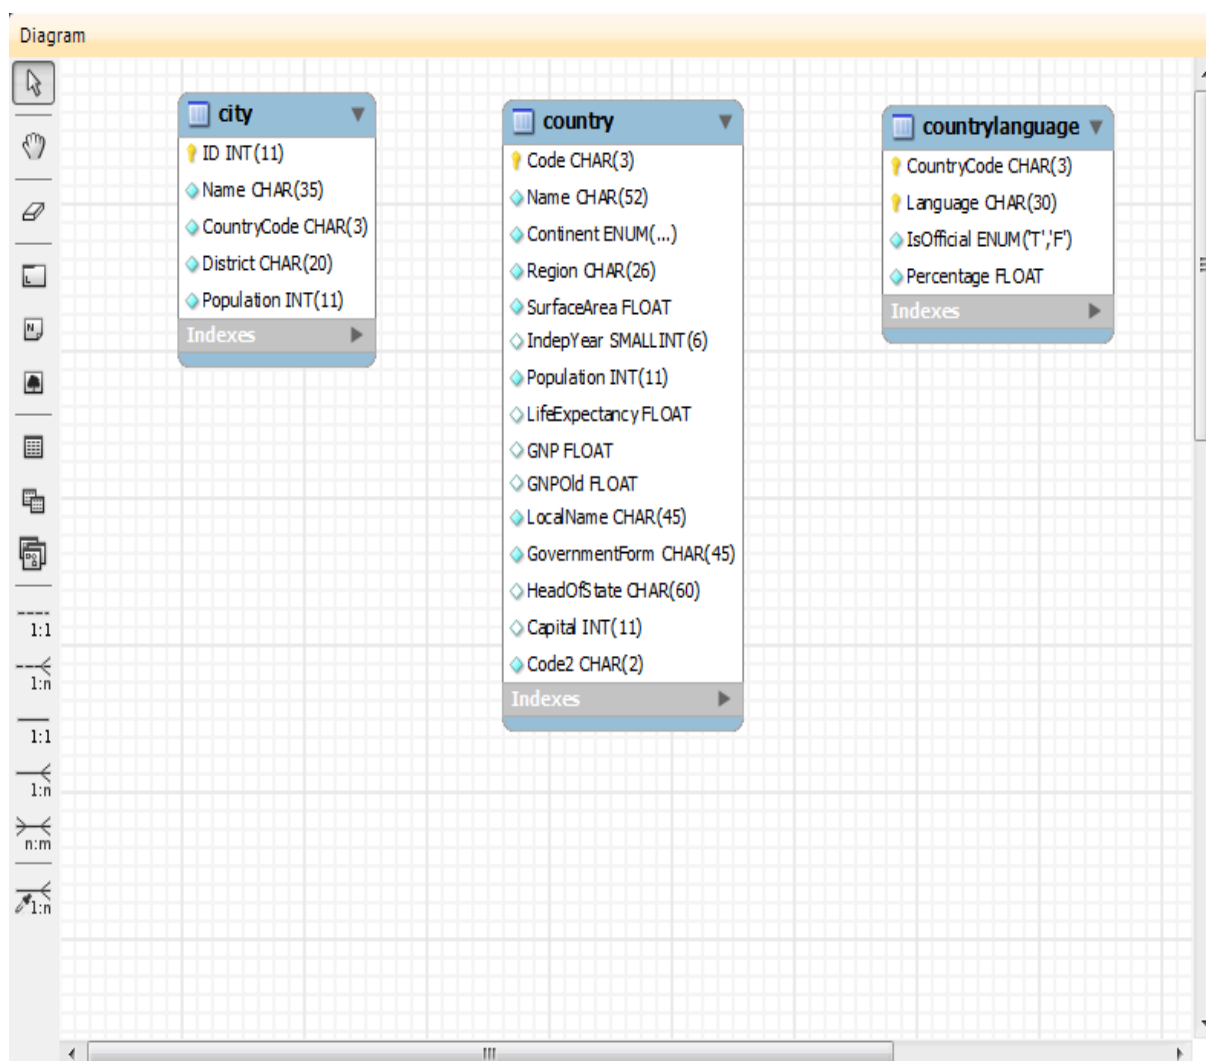 Diagram
city
ID INT(11)
Name CHAR(35)
CountryCode CHAR(3)
District CHAR(20)
Population INT(11)
Indexes
country
Code CHAR(3)
Name CHAR(52)
Continent ENUM(...)
Region CHAR(26)
SurfaceArea FLOAT
IndepYear SMALLINT(6)
Population INT(11)
LifeExpectancy FLOAT
GNP FLOAT
GNPOld FLOAT
LocalName CHAR(45)
GovernmentForm CHAR(45)
HeadOfState CHAR(60)
Capital INT(11)
Code2 CHAR(2)
Indexes
countrylanguage
CountryCode CHAR(3)
Language CHAR(30)
IsOfficial ENUM('T','F')
Percentage FLOAT
Indexes
1:1
1:n
1:1
1:n
n:m
1:n